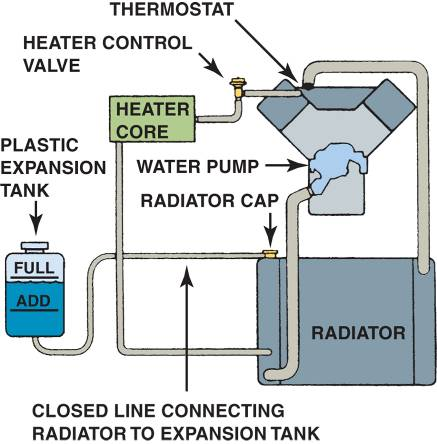 THERMOSTAT
HEATER CONTROL
VALVE
HEATER
CORE
PLASTIC
EXPANSION
TANK
WATER PUMP
RADIATOR CAP
FULL
ADD
RADIATOR
CLOSED LINE CONNECTING
RADIATOR TO EXPANSION TANK